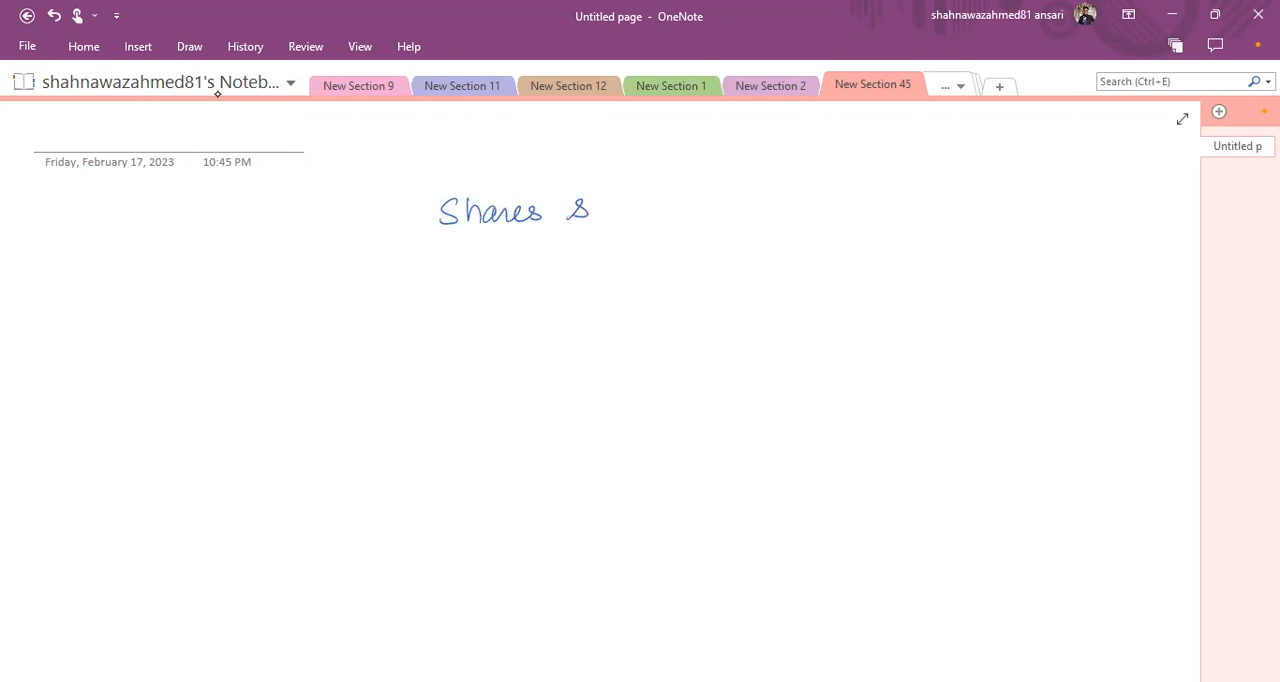 Untitled page - OneNote
shahnawazahmed81 ansari
File Home Insert Draw History Review View Help
shahnawazahmed81's Noteb...
New Section 9 New Section 11 New Section 12 New Section 1 New Section 2 New Section 45 ... +
Search (Ctrl+E)
Untitled p
Friday, February 17, 2023 10:45 PM
Shares s